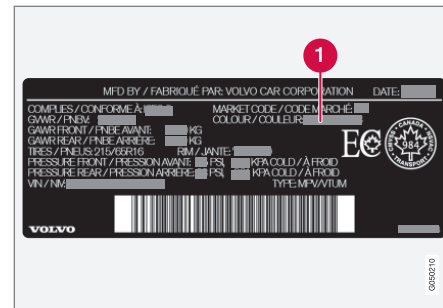 1
MFD BY / FABRIQUÉ PAR: VOLVO CAR CORPORATION DATE:
COMPLIES / CONFORME À: MARKET CODE / CODE MARCHÉ:
GVWR / PNBV: COLOUR / COULEUR:
GAWR FRONT / PNBE AVANT: KG
GAWR REAR / PNBE ARRIÈRE: KG
TIRES / PNEUS: 215/65R16 RIM / JANTE:
PRESSURE FRONT / PRESSION AVANT: PSI, KPA COLD / À FROID
PRESSURE REAR / PRESSION ARRIÈRE: PSI, KPA COLD / À FROID
VIN / NIV: TYPE: MPV/VTUM
EC
CANADA
984
TRANSPORT
VOLVO
G050210